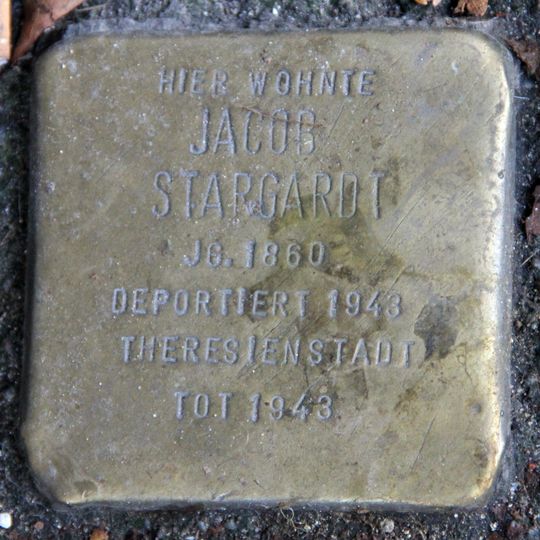 HIER WOHNTE
JACOB
STARGARDT
JG. 1860
DEPORTIERT 1943
THERESIENSTADT
TOT 1943